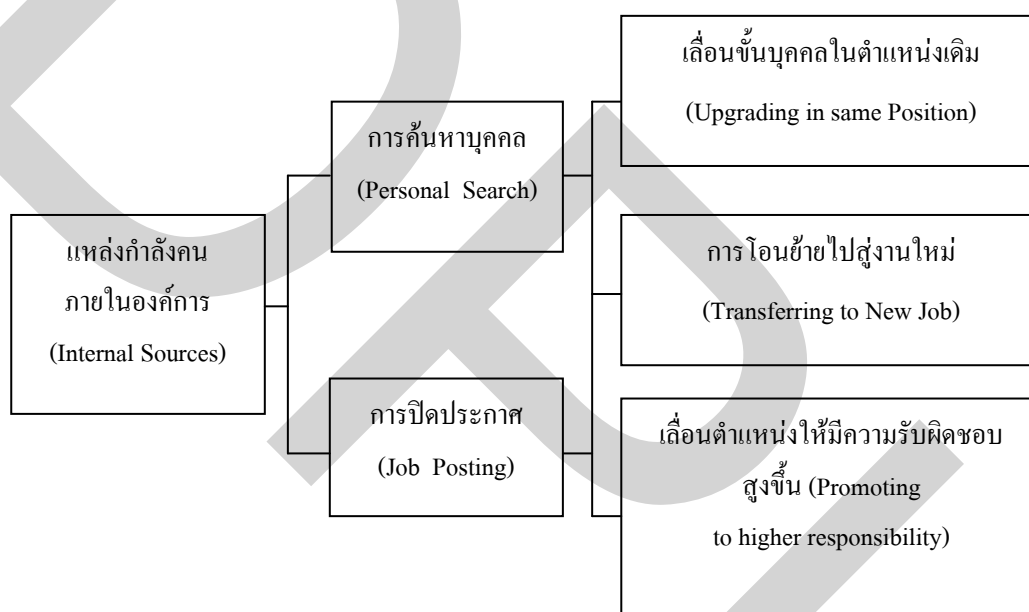 แหล่งกำลังคน
ภายในองค์การ
(Internal Sources)
การค้นหาบุคคล
(Personal Search)
การปิดประกาศ
(Job Posting)
เลื่อนขั้นบุคคลในตำแหน่งเดิม
(Upgrading in same Position)
การโอนย้ายไปสู่งานใหม่
(Transferring to New Job)
เลื่อนตำแหน่งให้มีความรับผิดชอบ
สูงขึ้น (Promoting
to higher responsibility)